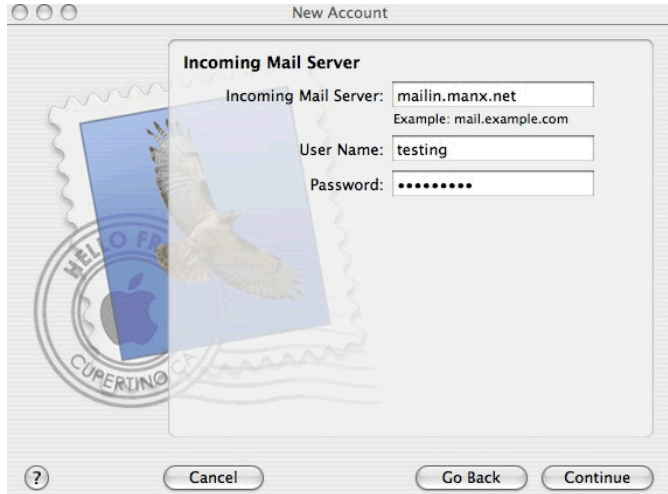 New Account
Incoming Mail Server
Incoming Mail Server: mailin.manx.net
Example: mail.example.com
User Name: testing
Password: •••••••••
HELLO FR
CUPERTINO CA
? Cancel Go Back Continue